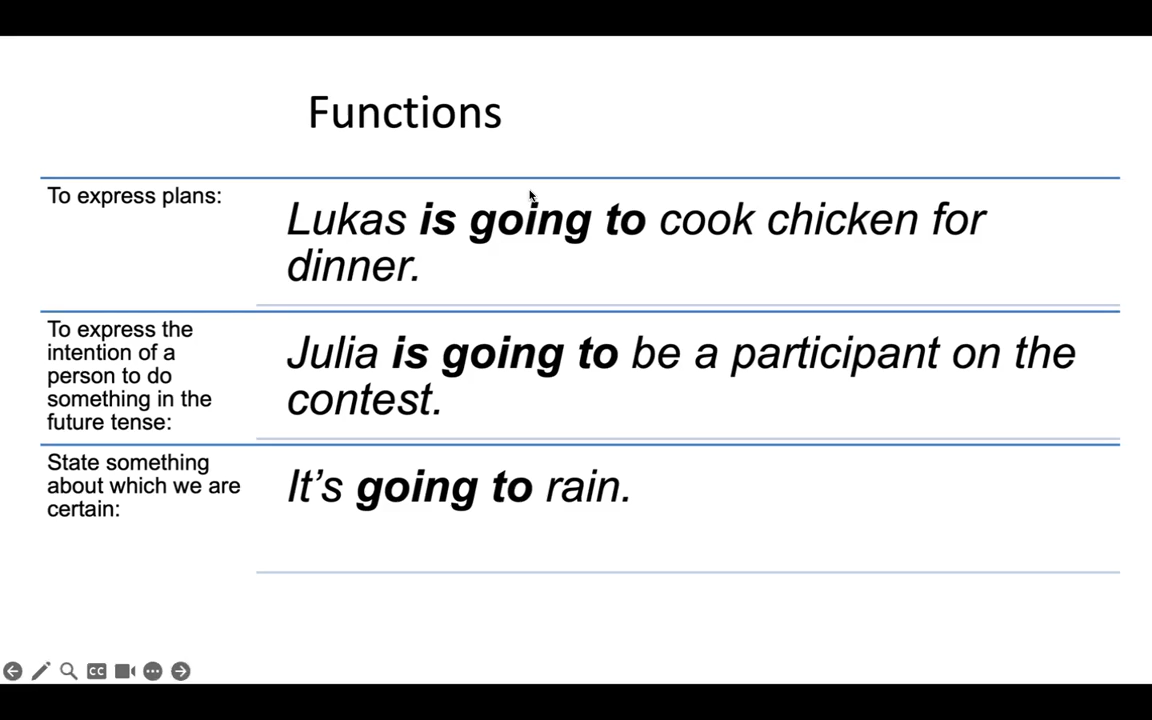 Functions
To express plans:
Lukas is going to cook chicken for
dinner.
To express the
intention of a
person to do
something in the
future tense:
Julia is going to be a participant on the
contest.
State something
about which we are
certain:
It’s going to rain.
CC